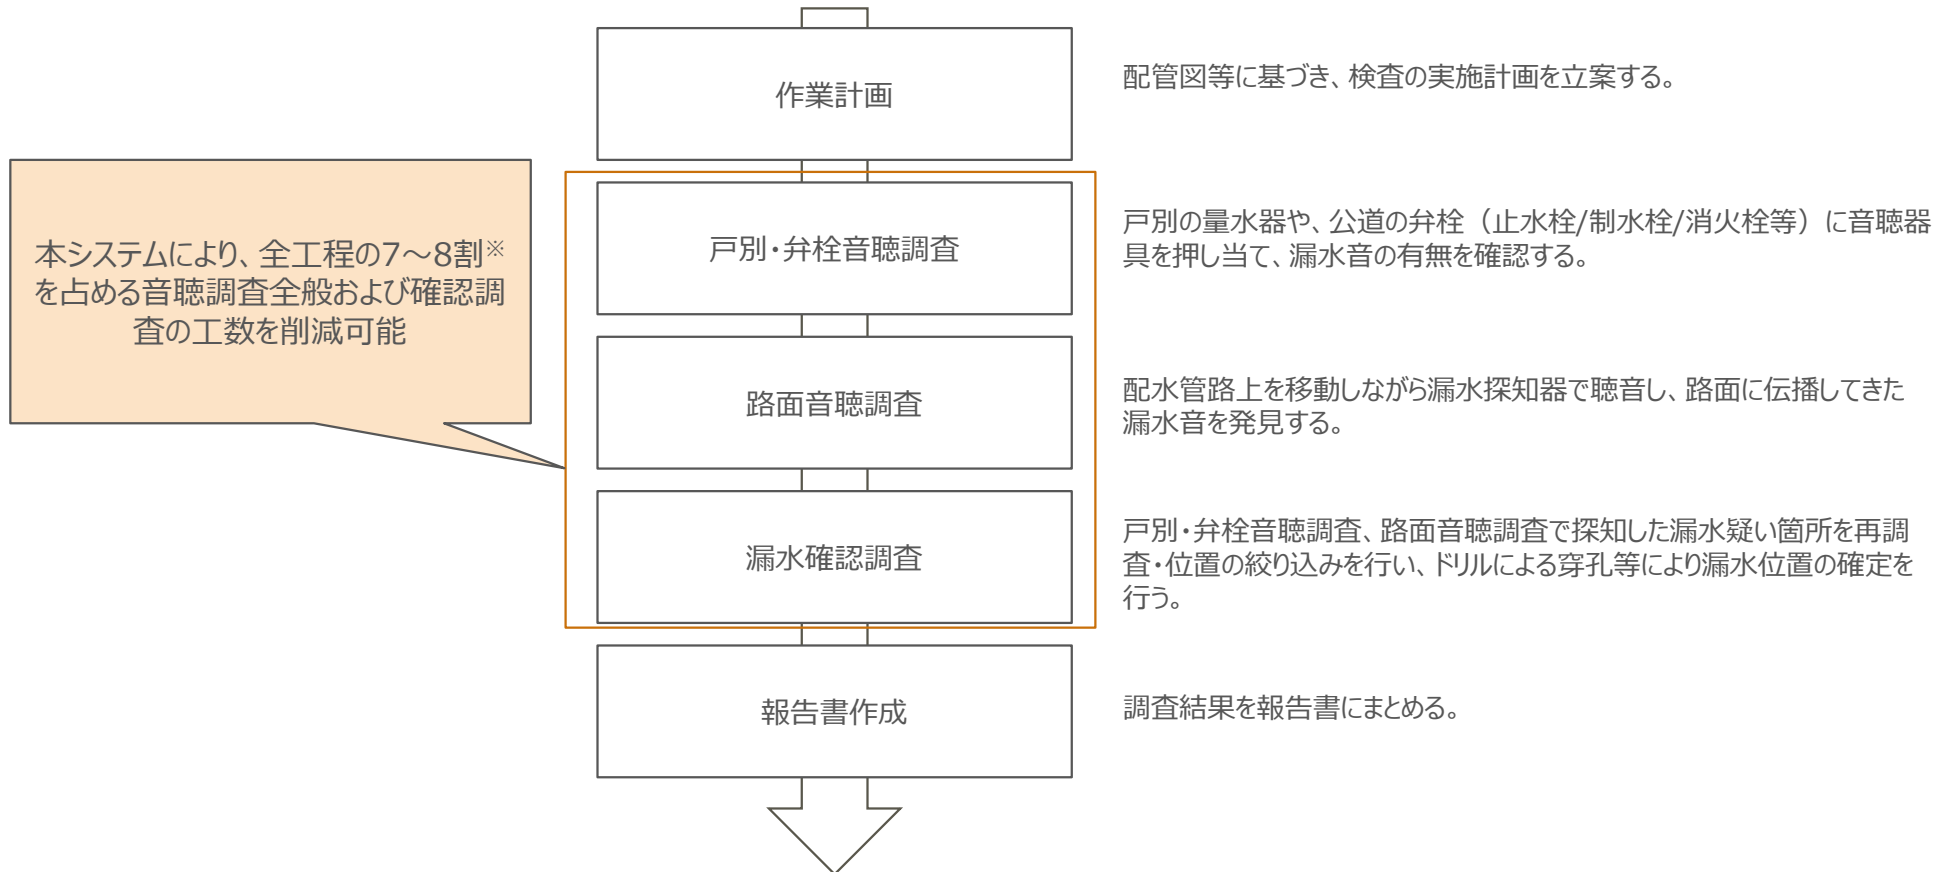 作業計画
配管図等に基づき、検査の実施計画を立案する。
本システムにより、全工程の7～8割※
を占める音聴調査全般および確認調
査の工数を削減可能
戸別・弁栓音聴調査
戸別の量水器や、公道の弁栓（止水栓/制水栓/消火栓等）に音聴器
具を押し当て、漏水音の有無を確認する。
路面音聴調査
配水管路上を移動しながら漏水探知器で聴音し、路面に伝播してきた
漏水音を発見する。
漏水確認調査
戸別・弁栓音聴調査、路面音聴調査で探知した漏水疑い箇所を再調
査・位置の絞り込みを行い、ドリルによる穿孔等により漏水位置の確定を
行う。
報告書作成
調査結果を報告書にまとめる。